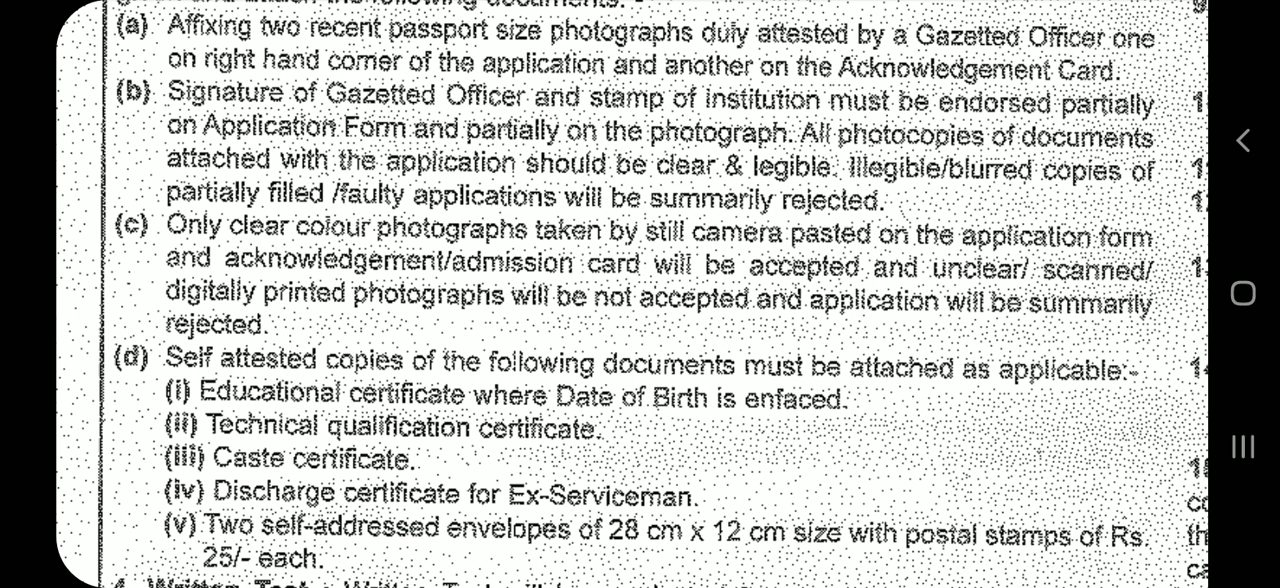 the following documents: -
(a) Affixing two recent passport size photographs duly attested by a Gazetted Officer one
on right hand corner of the application and another on the Acknowledgement Card.
(b) Signature of Gazetted Officer and stamp of institution must be endorsed partially
on Application Form and partially on the photograph. All photocopies of documents
attached with the application should be clear & legible. Illegible/blurred copies of
partially filled /faulty applications will be summarily rejected.
(c) Only clear colour photographs taken by still camera pasted on the application form
and acknowledgement/admission card will be accepted and unclear/ scanned/
digitally printed photographs will be not accepted and application will be summarily
rejected.
(d) Self attested copies of the following documents must be attached as applicable:-
(i) Educational certificate where Date of Birth is enfaced.
(ii) Technical qualification certificate.
(iii) Caste certificate.
(iv) Discharge certificate for Ex-Serviceman.
(v) Two self-addressed envelopes of 28 cm x 12 cm size with postal stamps of Rs.
25/- each.